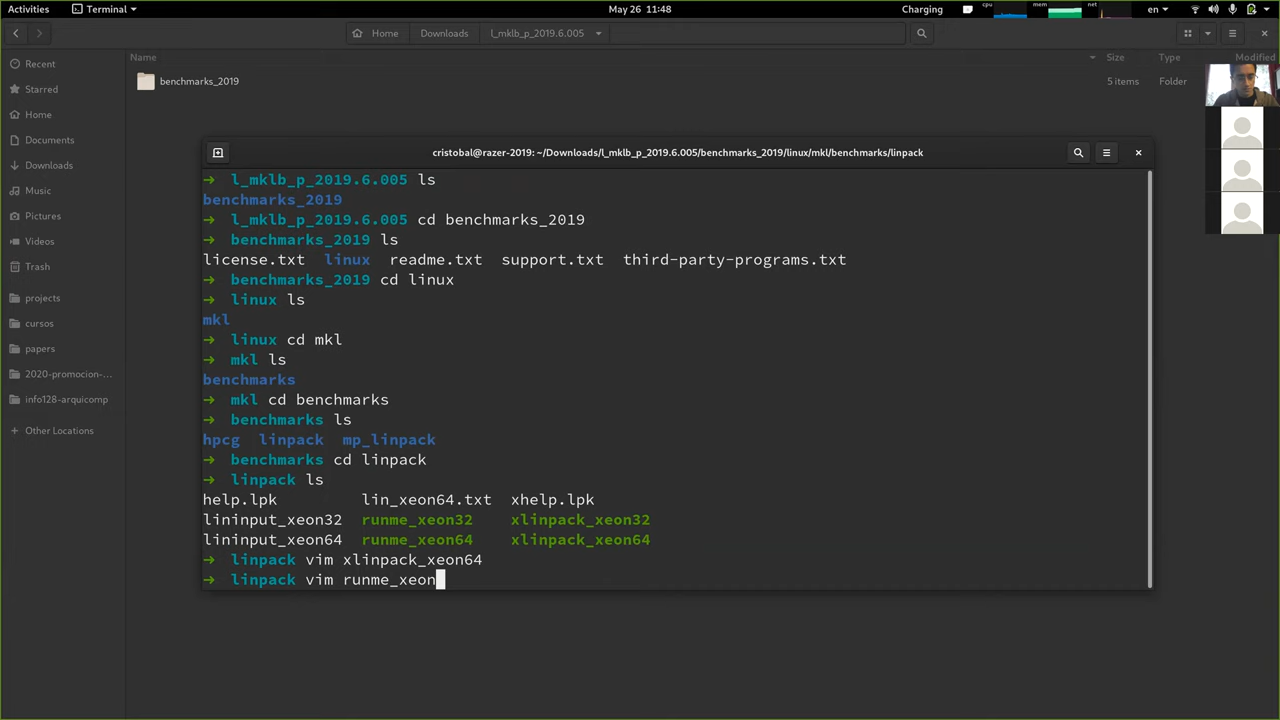 Activities Terminal May 26 11:48 Charging cpu mem net en
Home Downloads l_mklb_p_2019.6.005
Name Size Type Modified
Recent
Starred
Home
Documents
Downloads
Music
Pictures
Videos
Trash
projects
cursos
papers
2020-promocion-...
info128-arquicomp
Other Locations
benchmarks_2019 5 items Folder
cristobal@razer-2019: ~/Downloads/l_mklb_p_2019.6.005/benchmarks_2019/linux/mkl/benchmarks/linpack
→ l_mklb_p_2019.6.005 ls
benchmarks_2019
→ l_mklb_p_2019.6.005 cd benchmarks_2019
→ benchmarks_2019 ls
license.txt linux readme.txt support.txt third-party-programs.txt
→ benchmarks_2019 cd linux
→ linux ls
mkl
→ linux cd mkl
→ mkl ls
benchmarks
→ mkl cd benchmarks
→ benchmarks ls
hpcg linpack mp_linpack
→ benchmarks cd linpack
→ linpack ls
help.lpk lin_xeon64.txt xhelp.lpk
lininput_xeon32 runme_xeon32 xlinpack_xeon32
lininput_xeon64 runme_xeon64 xlinpack_xeon64
→ linpack vim xlinpack_xeon64
→ linpack vim runme_xeon